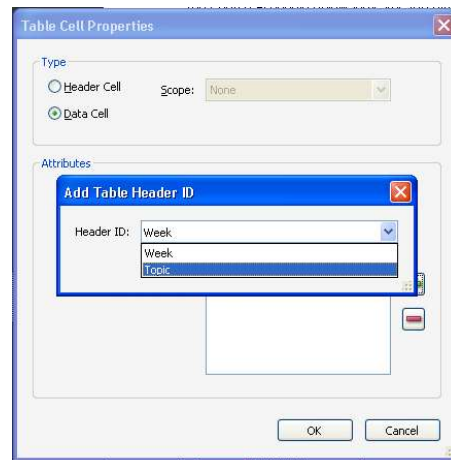 Table Cell Properties
Type
Header Cell
Scope:
None
Data Cell
Attributes
Add Table Header ID
Header ID:
Week
Week
Topic
OK
Cancel